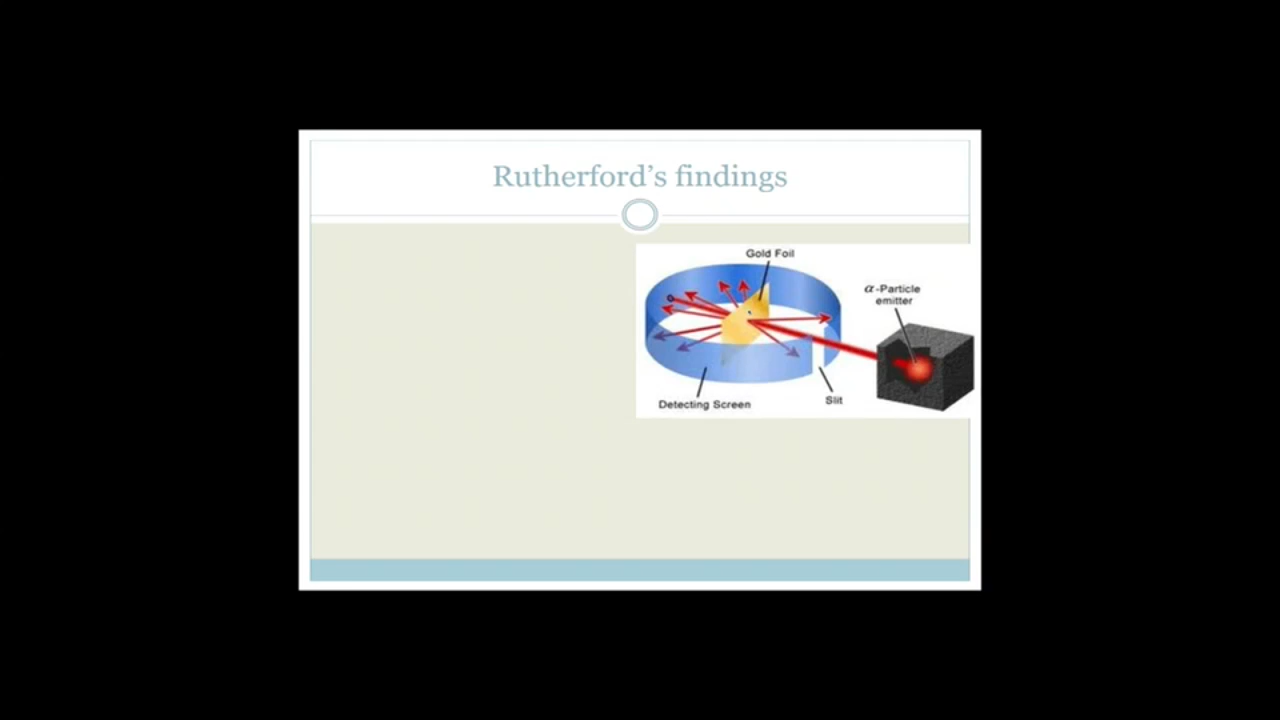 Rutherford’s findings
Gold Foil
α-Particle
emitter
Detecting Screen
Slit